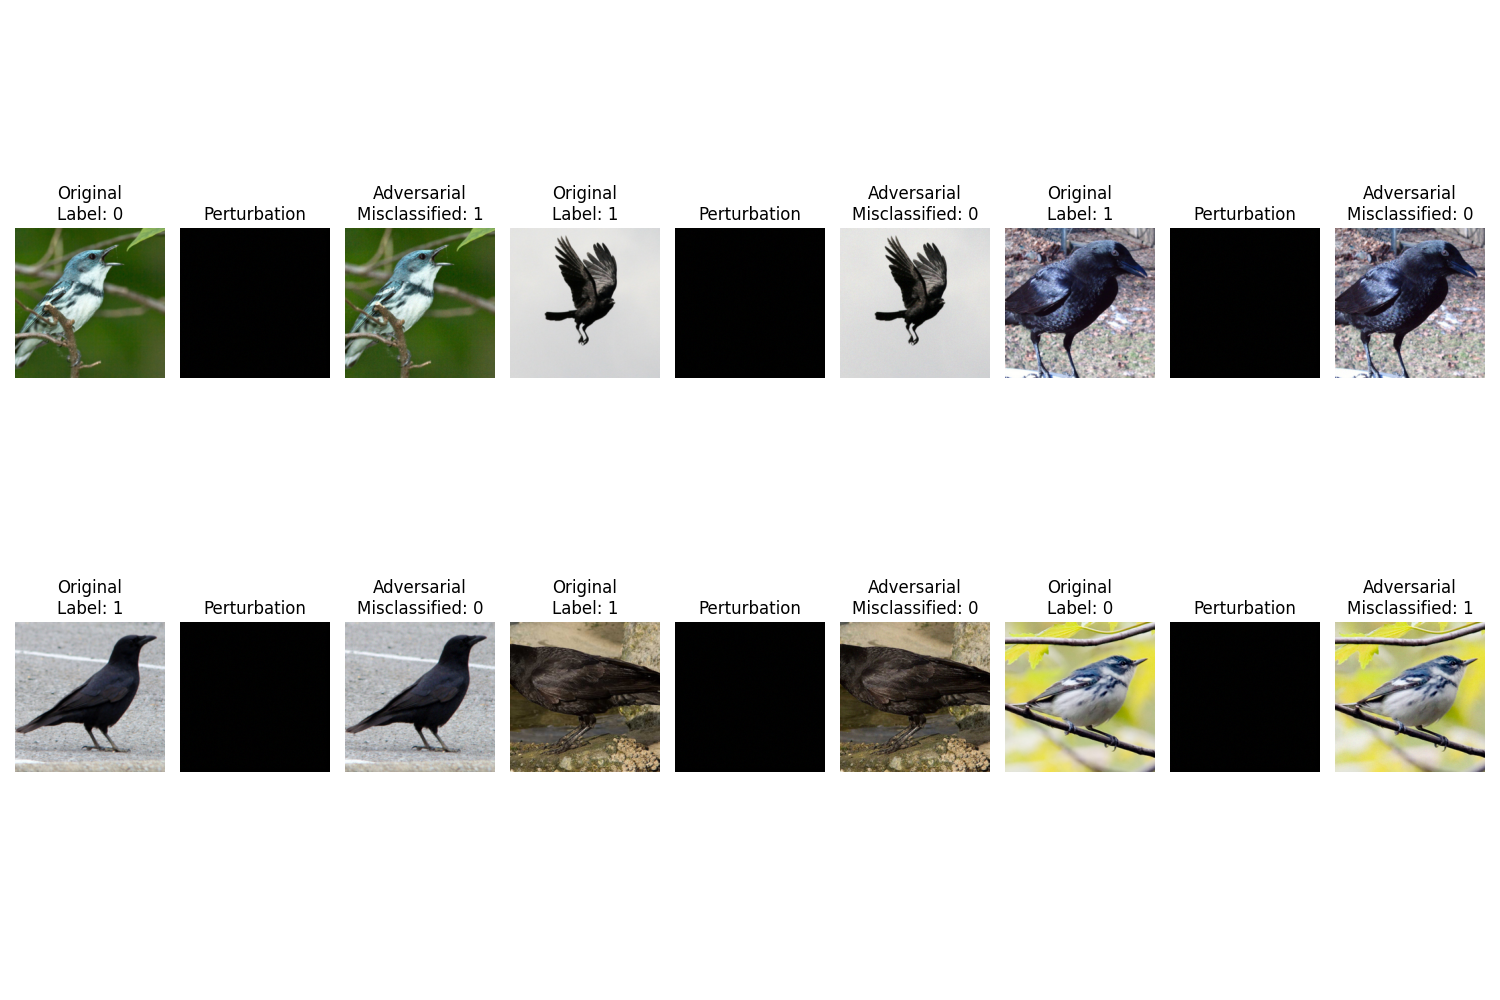 Original
Label: 0
Perturbation
Adversarial
Misclassified: 1
Original
Label: 1
Perturbation
Adversarial
Misclassified: 0
Original
Label: 1
Perturbation
Adversarial
Misclassified: 0
Original
Label: 1
Perturbation
Adversarial
Misclassified: 0
Original
Label: 1
Perturbation
Adversarial
Misclassified: 0
Original
Label: 0
Perturbation
Adversarial
Misclassified: 1